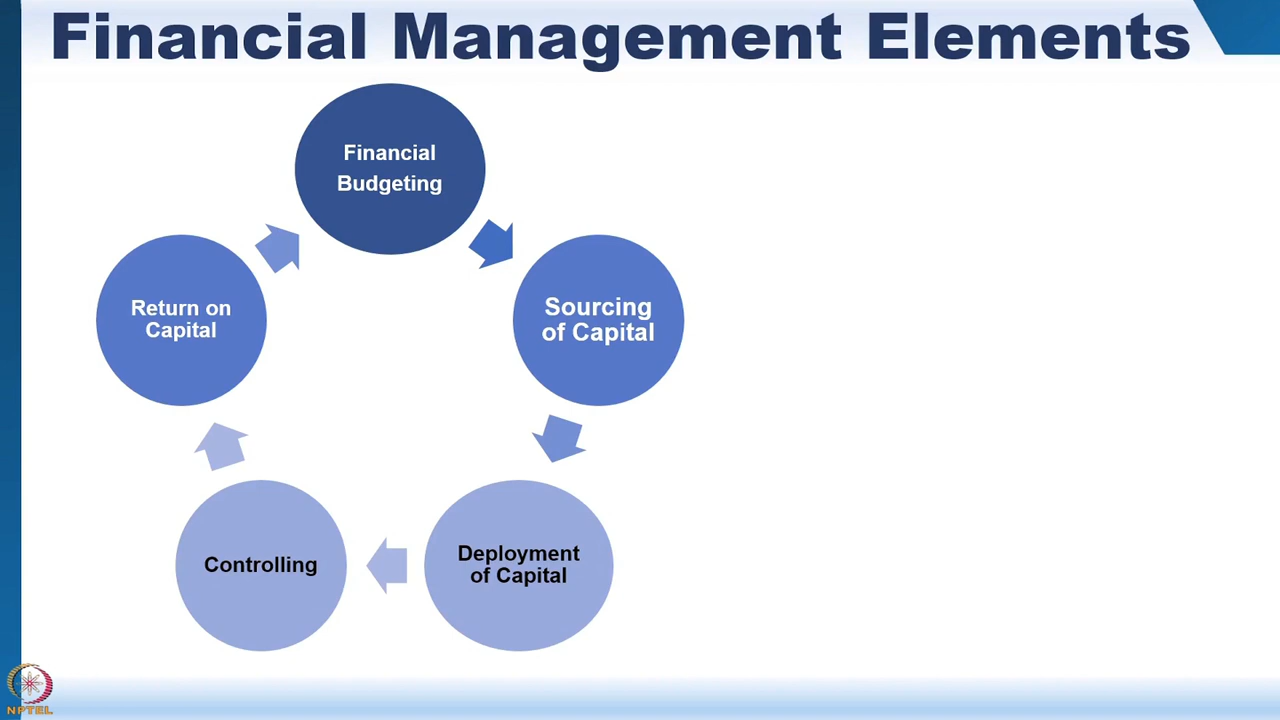 Financial Management Elements
Financial
Budgeting
Sourcing
of Capital
Deployment
of Capital
Controlling
Return on
Capital
NPTEL